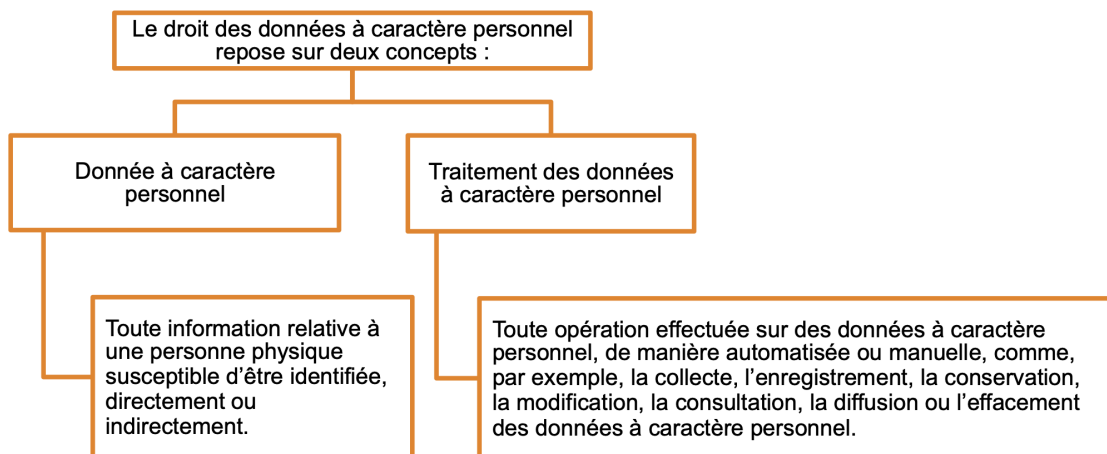 Le droit des données à caractère personnel
repose sur deux concepts :
Donnée à caractère
personnel
Traitement des données
à caractère personnel
Toute information relative à
une personne physique
susceptible d’être identifiée,
directement ou
indirectement.
Toute opération effectuée sur des données à caractère
personnel, de manière automatisée ou manuelle, comme,
par exemple, la collecte, l’enregistrement, la conservation,
la modification, la consultation, la diffusion ou l’effacement
des données à caractère personnel.